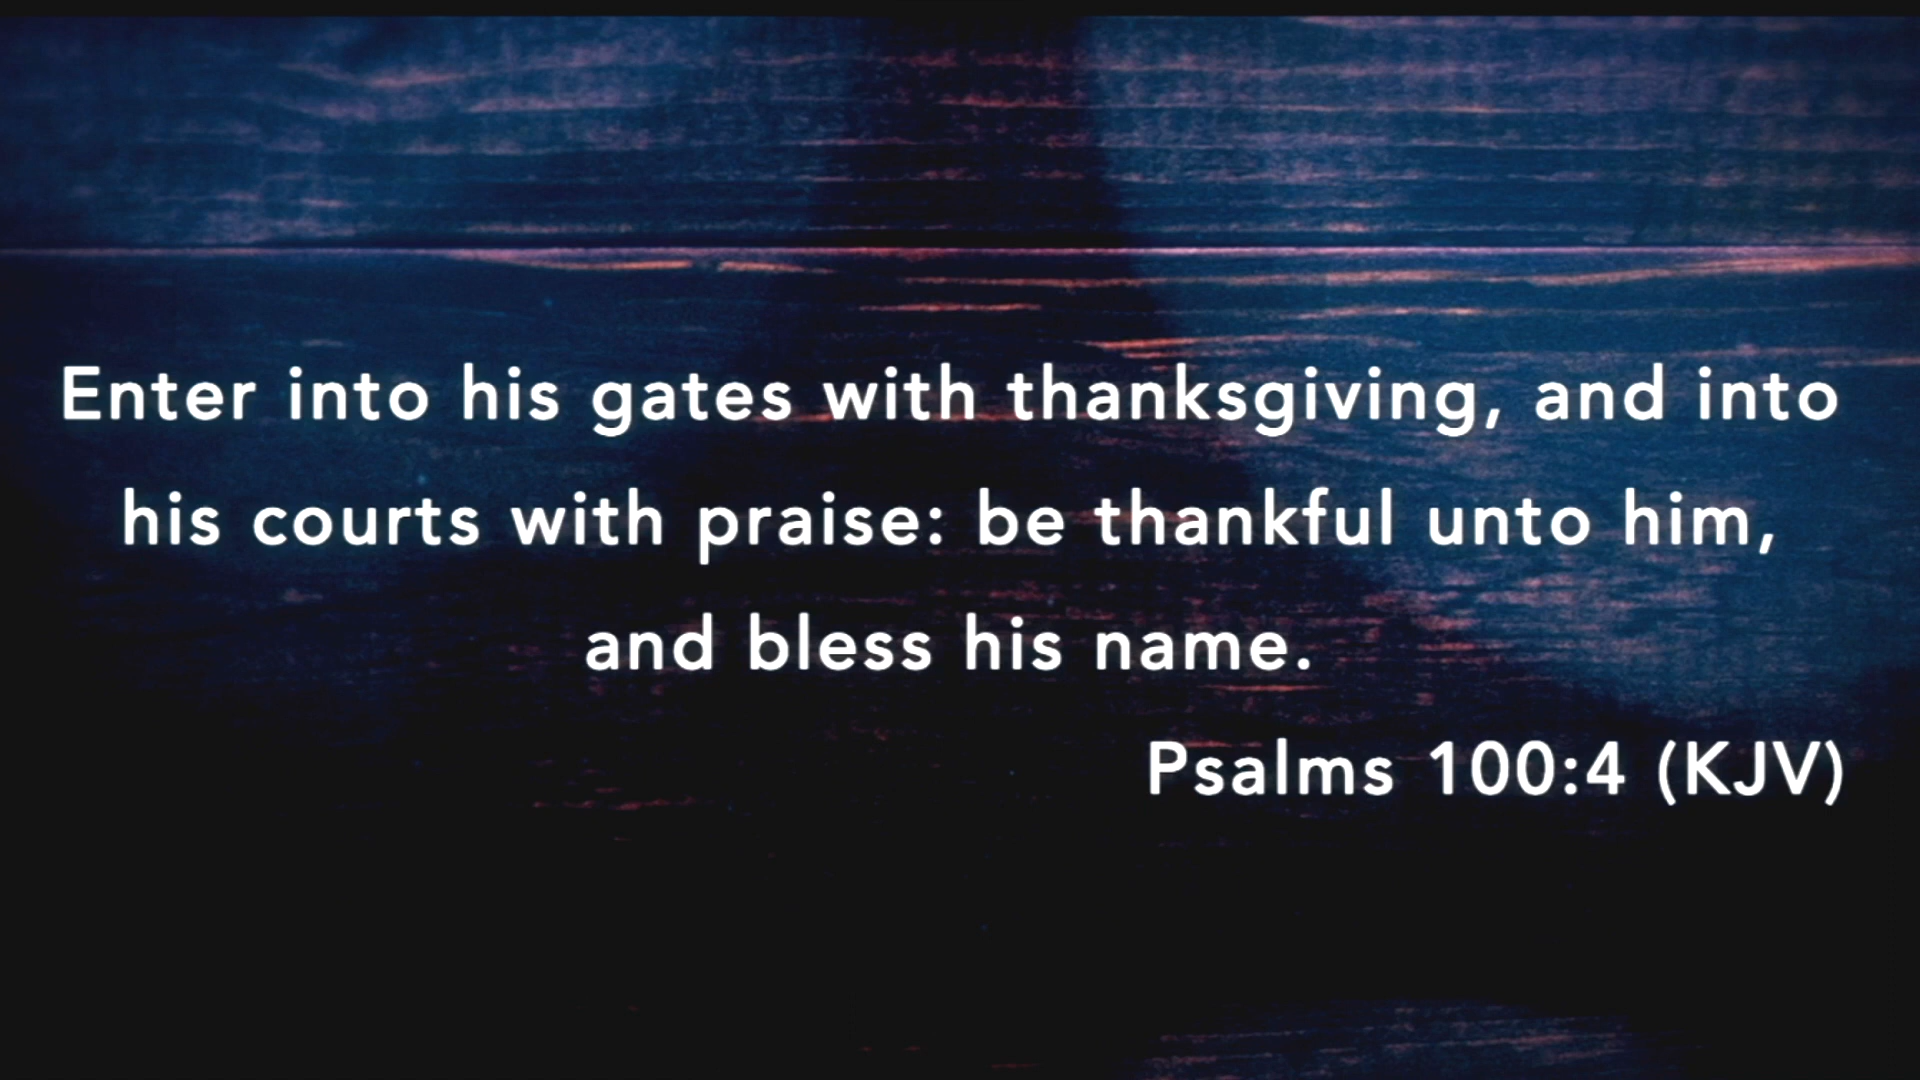 Enter into his gates with thanksgiving, and into
his courts with praise: be thankful unto him,
and bless his name.
Psalms 100:4 (KJV)